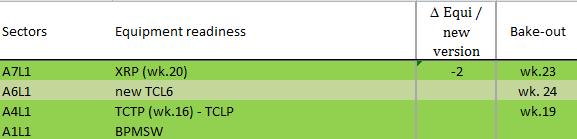 Sectors Equipment readiness Δ Equi / new version Bake-out
A7L1 XRP (wk.20) -2 wk.23
A6L1 new TCL6 wk. 24
A4L1 TCTP (wk.16) - TCLP wk.19
A1L1 BPMSW